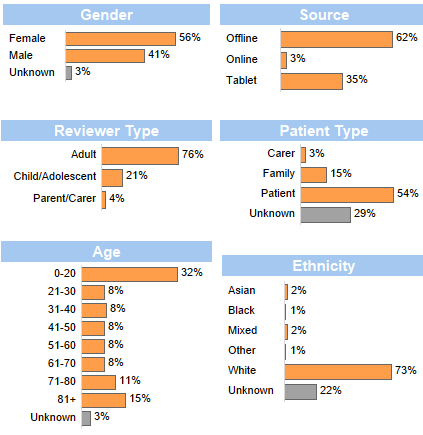 Gender
Female 56%
Male 41%
Unknown 3%
Source
Offline 62%
Online 3%
Tablet 35%
Reviewer Type
Adult 76%
Child/Adolescent 21%
Parent/Carer 4%
Patient Type
Carer 3%
Family 15%
Patient 54%
Unknown 29%
Age
0-20 32%
21-30 8%
31-40 8%
41-50 8%
51-60 8%
61-70 8%
71-80 11%
81+ 15%
Unknown 3%
Ethnicity
Asian 2%
Black 1%
Mixed 2%
Other 1%
White 73%
Unknown 22%